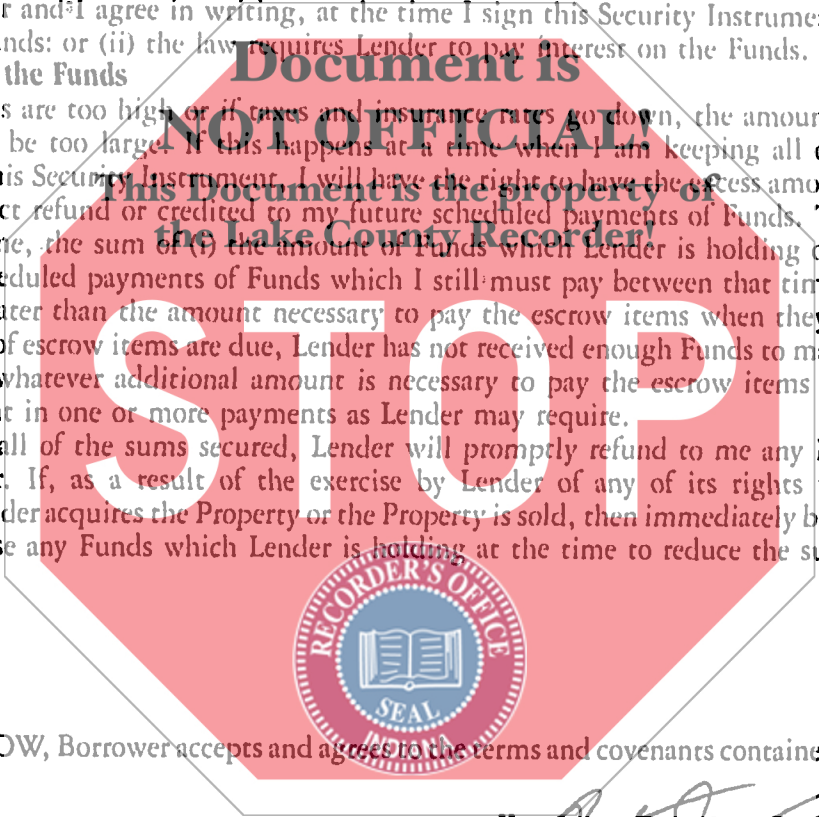 r and I agree in writing, at the time I sign this Security Instrume
nds: or (ii) the law requires Lender to pay interest on the Funds.
Document is
the Funds
s are too high or if taxes and insurance rates go down, the amoun
NOT OFFICIAL!
be too large. If this happens at a time when I am keeping all
is Security Instrument, I will have the right to have the excess amo
This Document is the property of
ct refund or credited to my future scheduled payments of Funds.
the Lake County Recorder!
ne, the sum of (i) the amount of Funds which Lender is holding
eduled payments of Funds which I still must pay between that tim
ater than the amount necessary to pay the escrow items when they
of escrow items are due, Lender has not received enough Funds to m
whatever additional amount is necessary to pay the escrow items
t in one or more payments as Lender may require.
STOP
all of the sums secured, Lender will promptly refund to me any
. If, as a result of the exercise by Lender of any of its rights
der acquires the Property or the Property is sold, then immediately b
se any Funds which Lender is holding at the time to reduce the su
RECORDER'S OFFICE
SEAL
INDIANA
OW, Borrower accepts and agrees to the terms and covenants containe